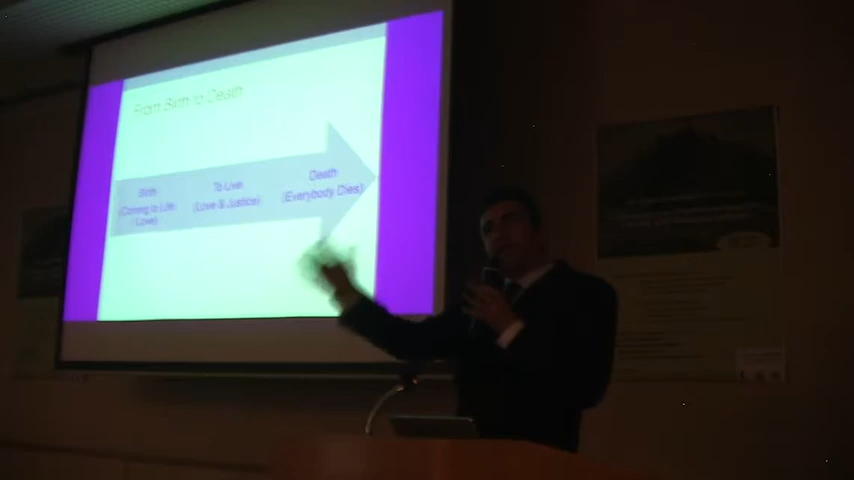 From Birth to Death
Birth
(Coming to Life
/ Love)
To Live
(Love & Justice)
Death
(Everybody Dies)